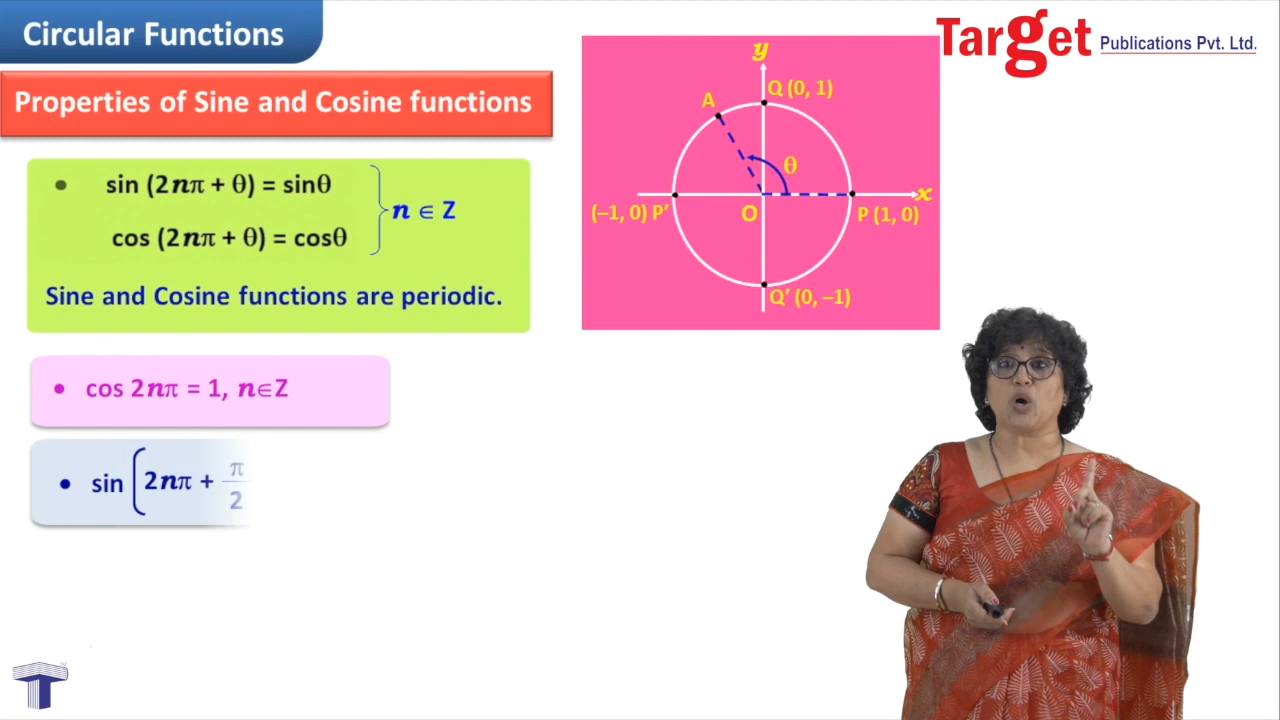 Circular Functions
Target Publications Pvt. Ltd.
Properties of Sine and Cosine functions
• sin (2nπ + θ) = sinθ
cos (2nπ + θ) = cosθ
n ∈ Z
Sine and Cosine functions are periodic.
• cos 2nπ = 1, n∈Z
• sin (2nπ + π/2
y
Q (0, 1)
A
θ
x
(–1, 0) P′
O
P (1, 0)
Q′ (0, –1)
T